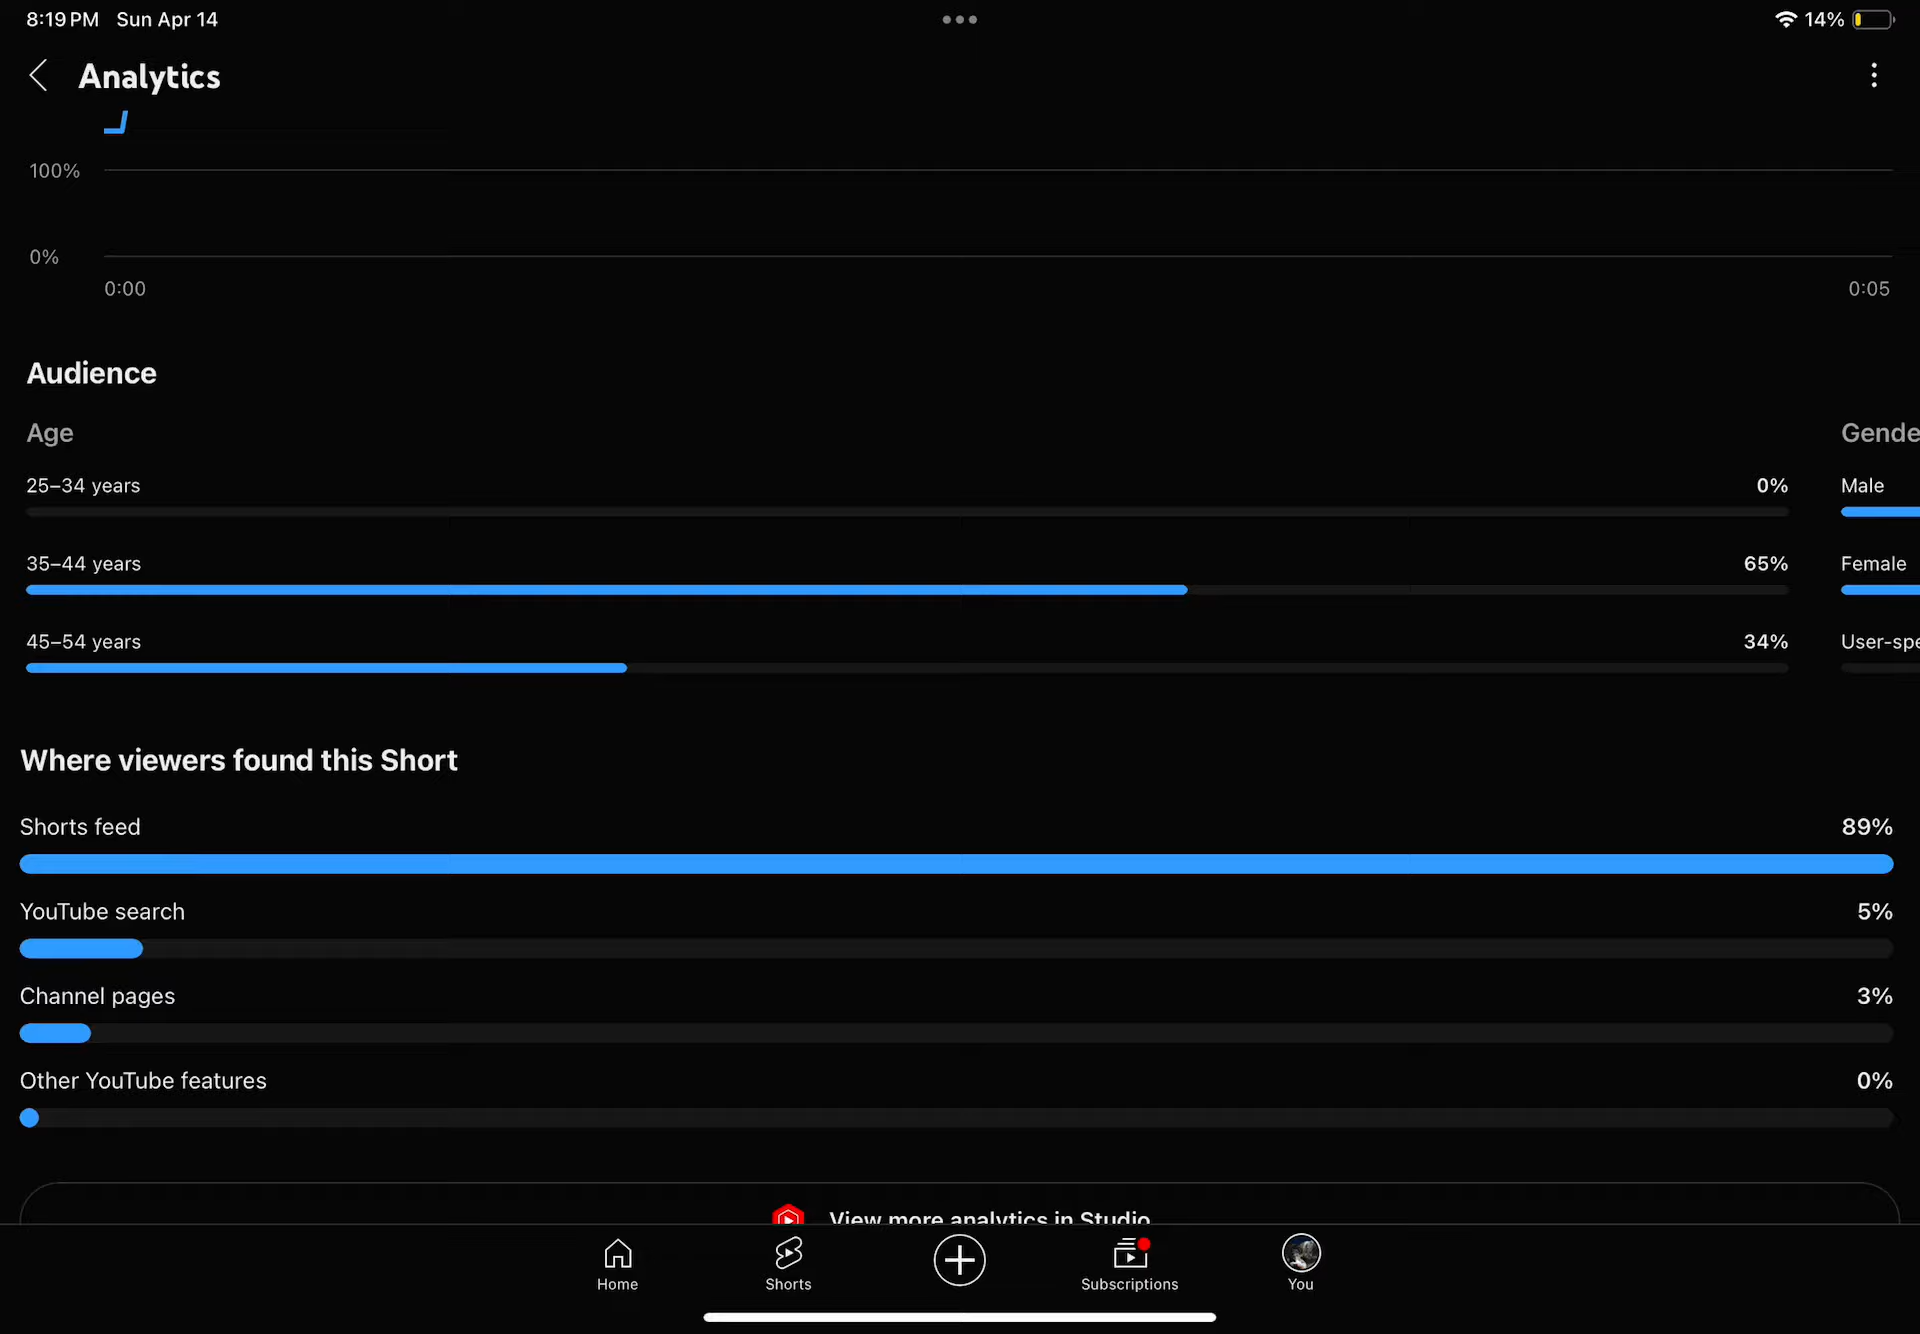 8:19 PM Sun Apr 14
14%
Analytics
100%
0%
0:00
0:05
Audience
Age
Gende
25–34 years
0%
Male
35–44 years
65%
Female
45–54 years
34%
User-spe
Where viewers found this Short
Shorts feed
89%
YouTube search
5%
Channel pages
3%
Other YouTube features
0%
View more analytics in Studio
Home
Shorts
Subscriptions
You